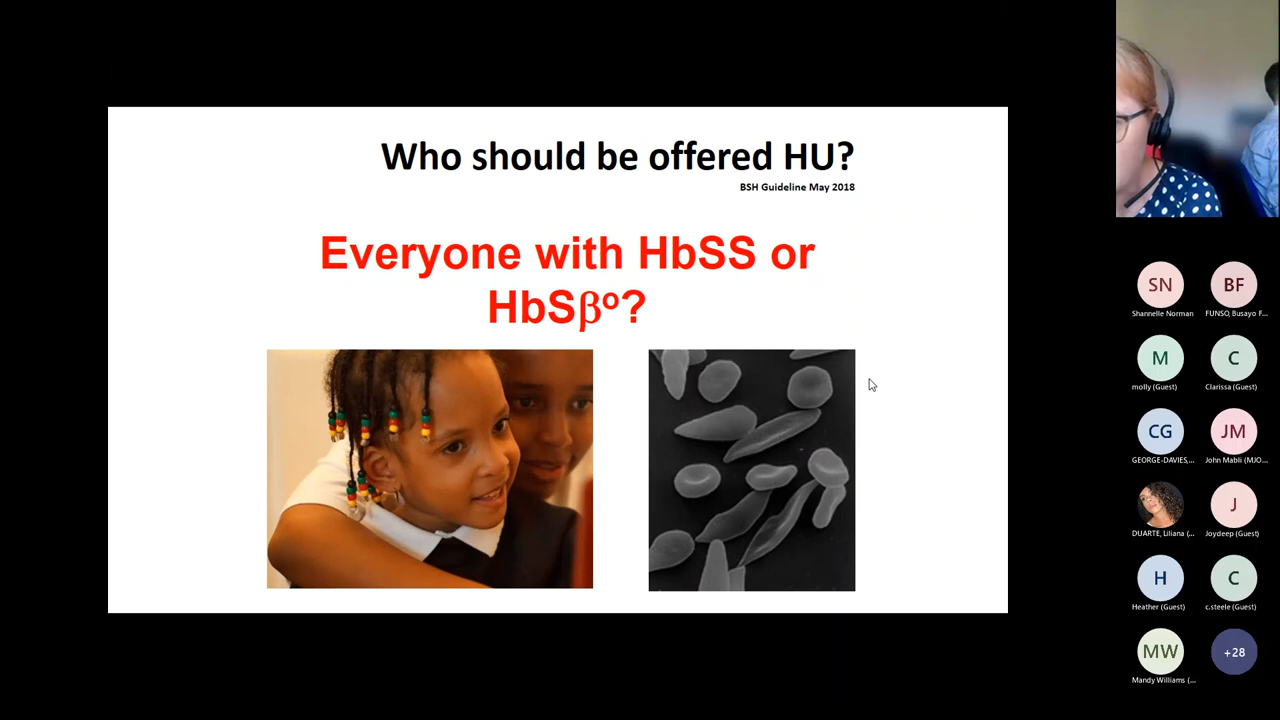 Who should be offered HU?
BSH Guideline May 2018
Everyone with HbSS or
HbSβº?
SN
BF
Shannelle Norman
FUNSO, Busayo F...
M
C
molly (Guest)
Clarissa (Guest)
CG
JM
GEORGE-DAVIES,...
John Mabli (MJO...
J
DUARTE, Liliana (...
Joydeep (Guest)
H
C
Heather (Guest)
c.steele (Guest)
MW
+28
Mandy Williams (...